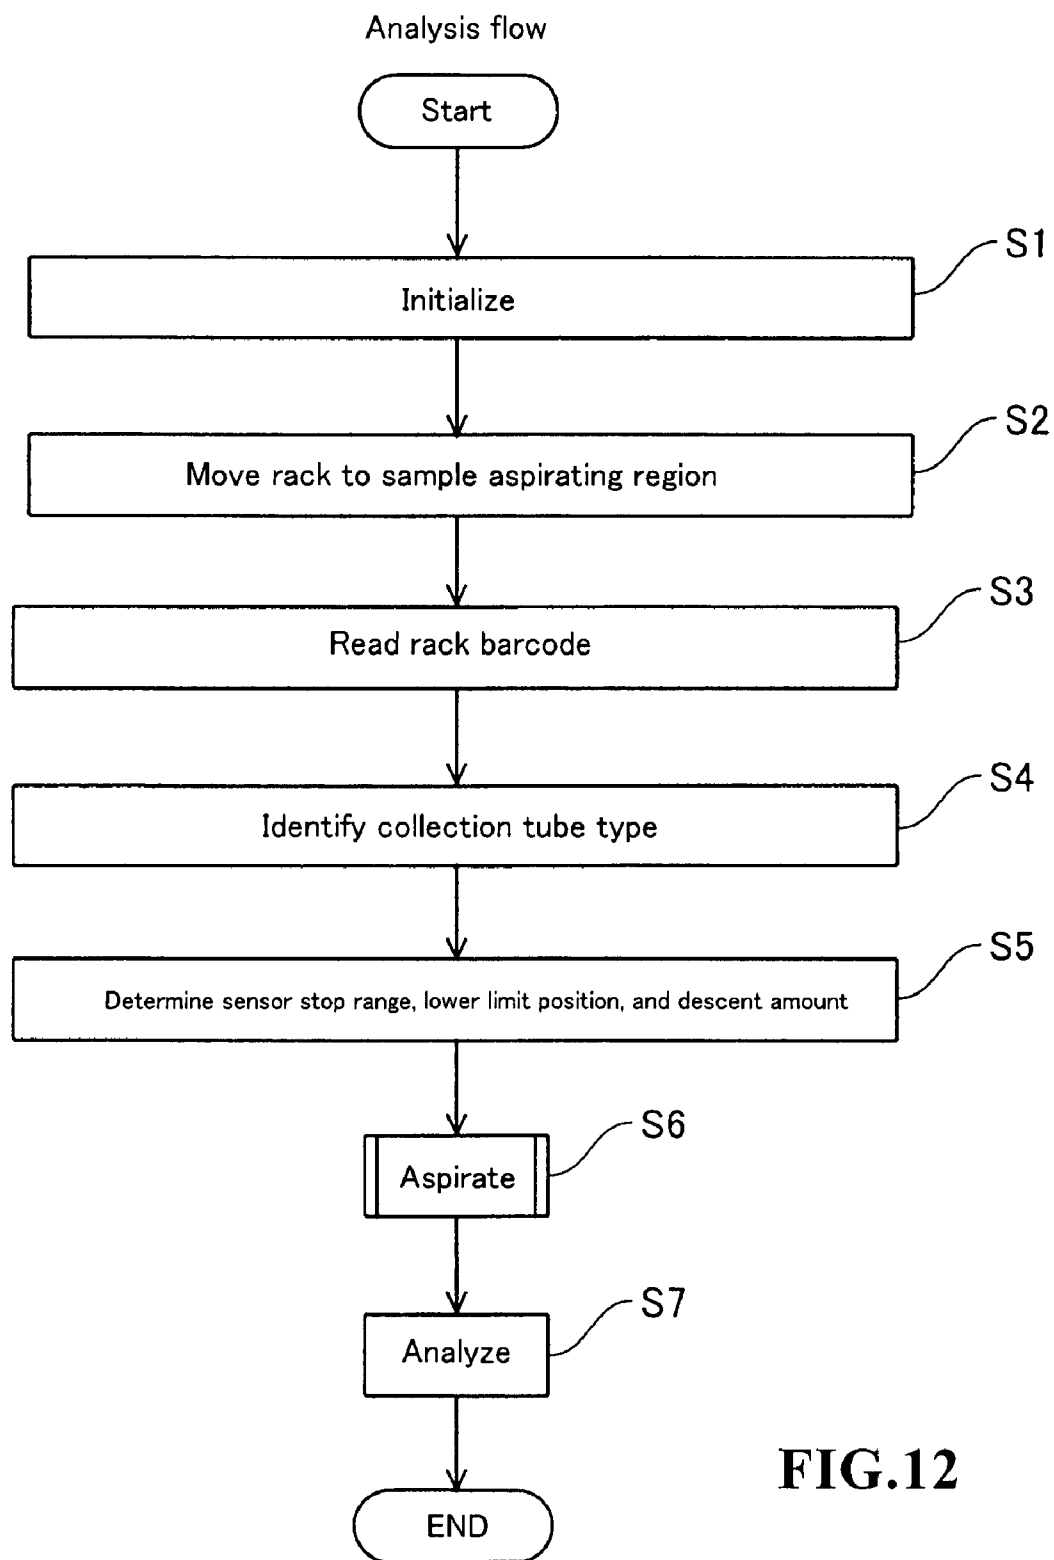 Analysis flow
Start
S1
Initialize
S2
Move rack to sample aspirating region
S3
Read rack barcode
S4
Identify collection tube type
S5
Determine sensor stop range, lower limit position, and descent amount
S6
Aspirate
S7
Analyze
END
FIG.12